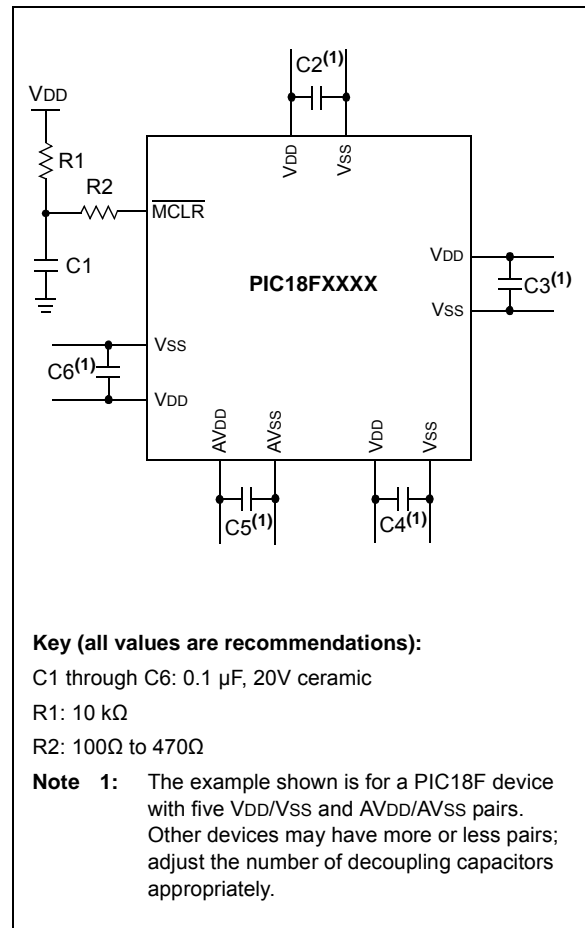 C2(1)
VDD
R1
R2
C1
VDD
VSS
MCLR
PIC18FXXXX
VDD
VSS
C3(1)
VSS
VDD
C6(1)
AVDD
AVSS
VDD
VSS
C5(1)
C4(1)
Key (all values are recommendations):
C1 through C6: 0.1 µF, 20V ceramic
R1: 10 kΩ
R2: 100Ω to 470Ω
Note 1: The example shown is for a PIC18F device
with five VDD/VSS and AVDD/AVSS pairs.
Other devices may have more or less pairs;
adjust the number of decoupling capacitors
appropriately.